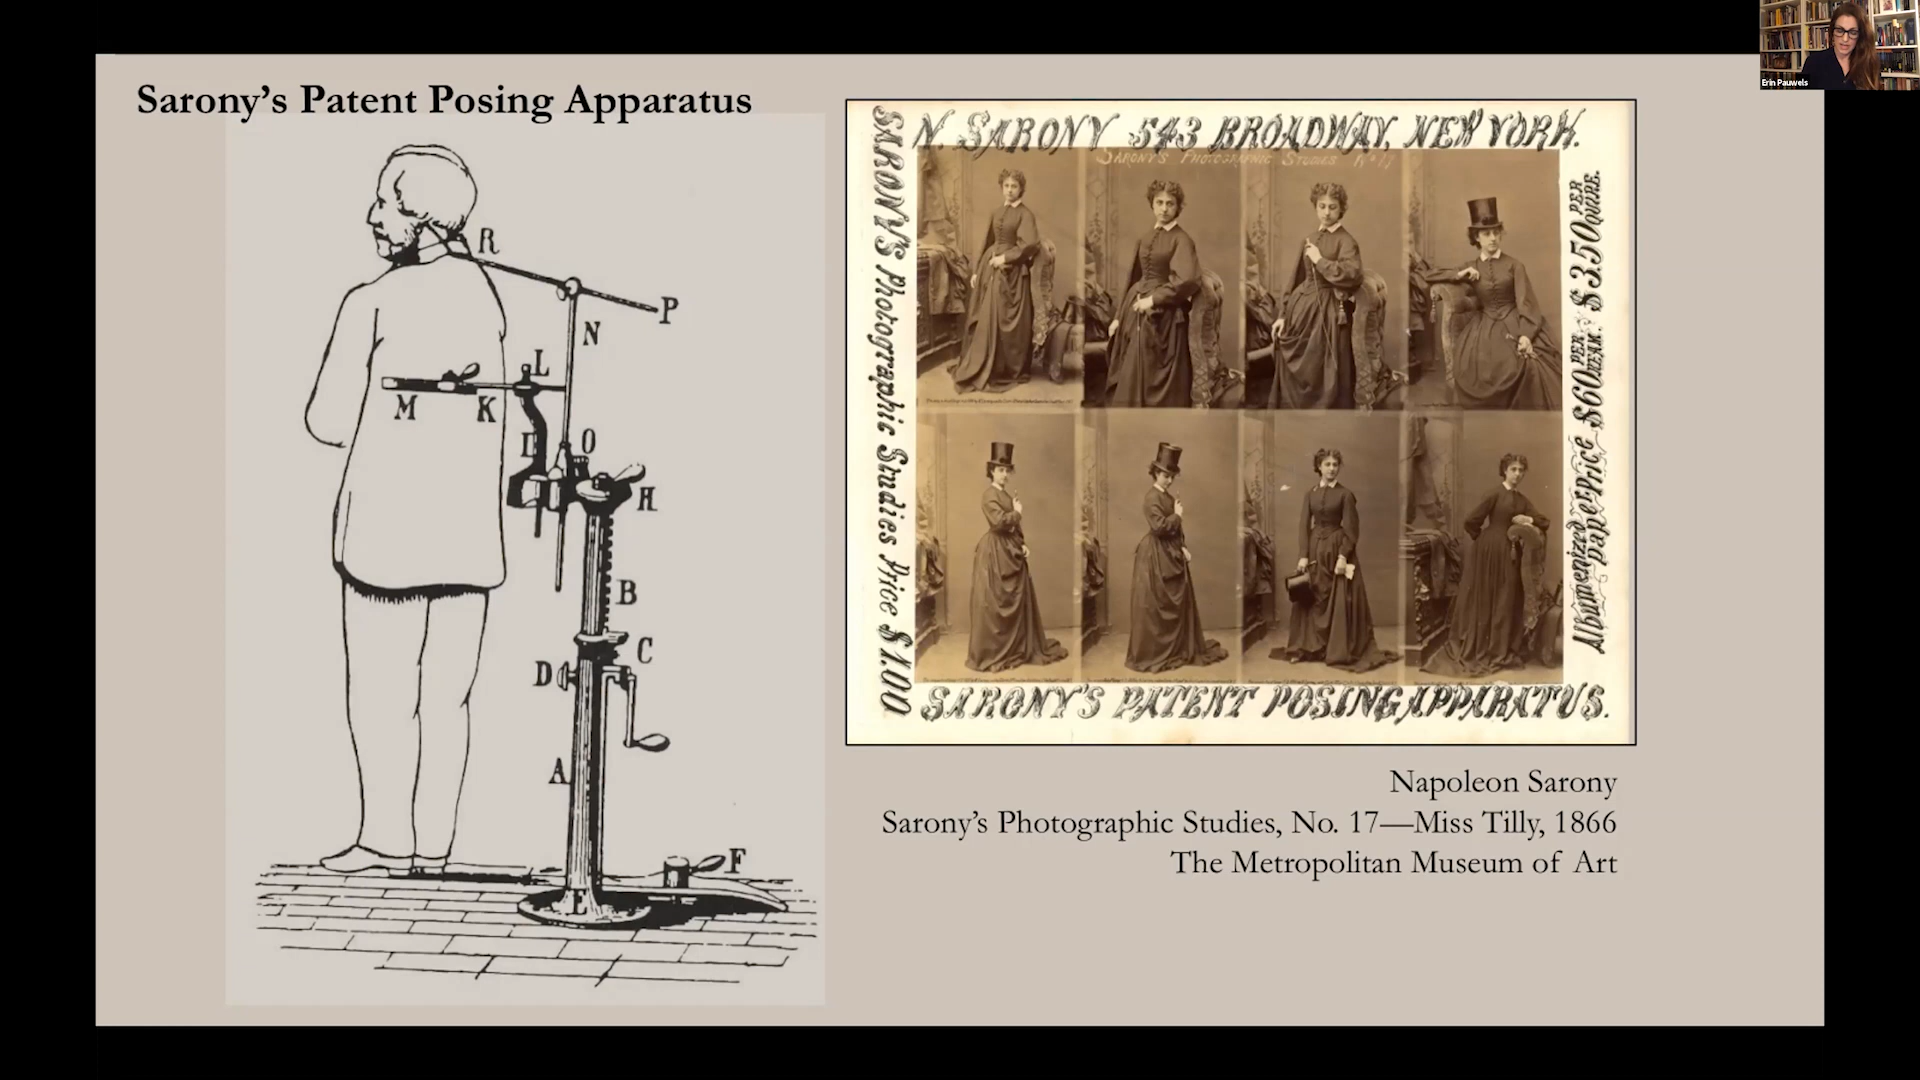 Sarony's Patent Posing Apparatus
R
P
N
L
M
K
O
H
B
C
D
A
F
E
N. SARONY 543 BROADWAY, NEW YORK.
SARONY'S PHOTOGRAPHIC STUDIES No 17
SARONY'S Photographic Studies Price $1.00
Albumenized paper Price $60 PER REAM. $3.50 PER QUIRE.
SARONY'S PATENT POSING APPARATUS.
Napoleon Sarony
Sarony's Photographic Studies, No. 17—Miss Tilly, 1866
The Metropolitan Museum of Art
Erin Pauwels